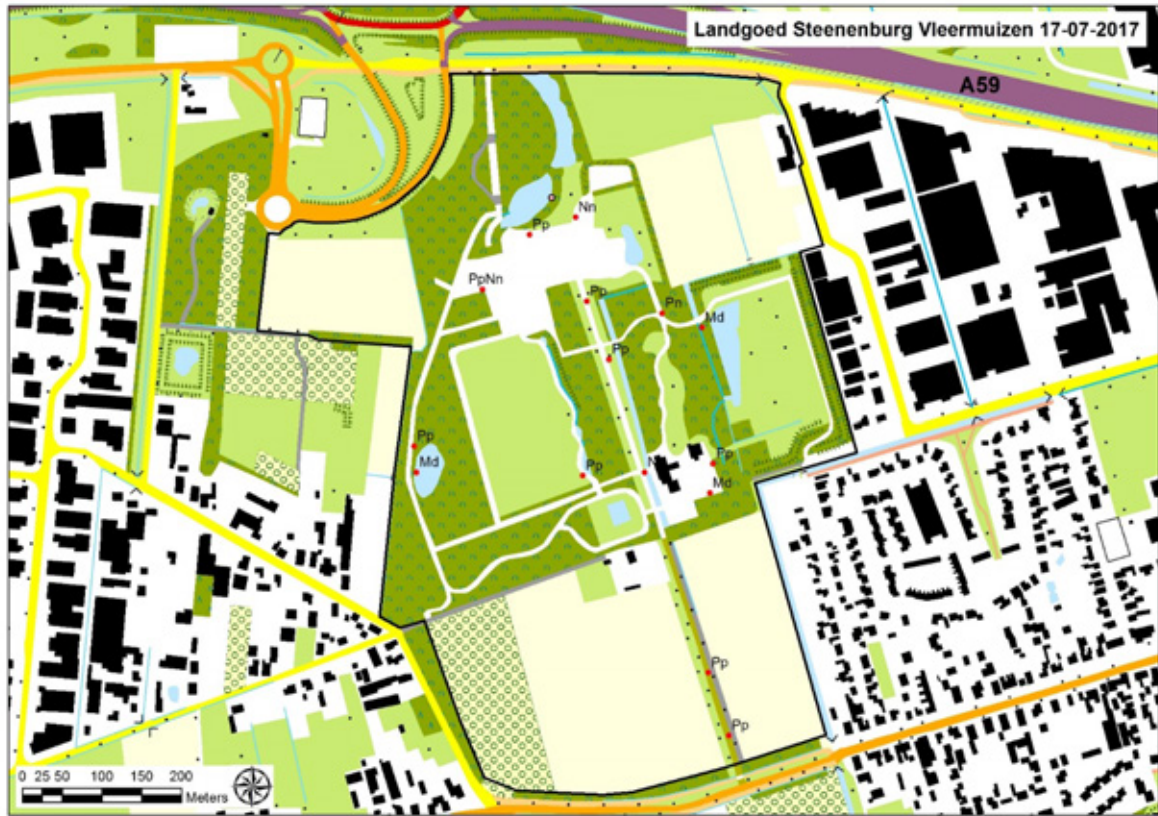 Landgoed Steenenburg Vleermuizen 17-07-2017
A59
Nn
Pp
PpNn
Pp
Pn
Md
Pp
Pp
Md
Pp
Pp
Md
Pp
Pp
0 25 50 100 150 200
Meters